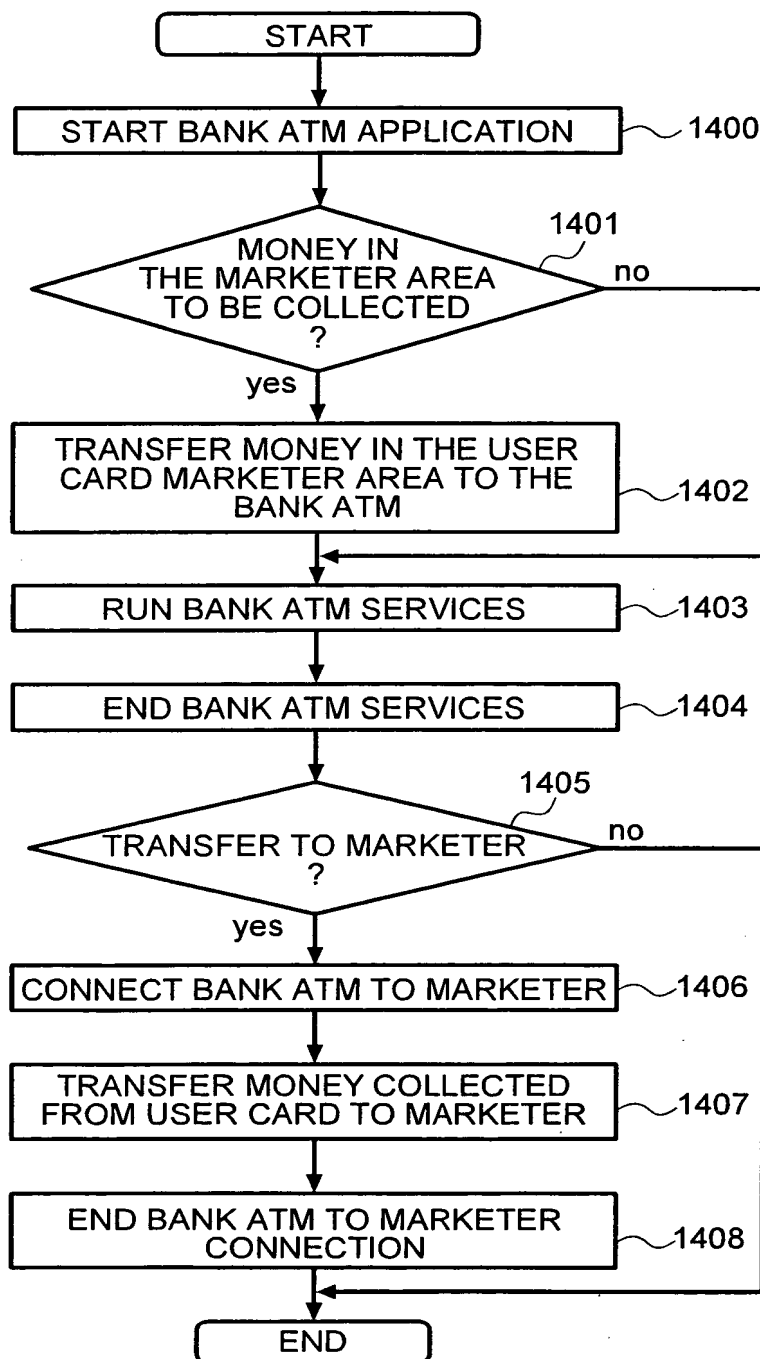 START
START BANK ATM APPLICATION
1400
1401
MONEY IN
THE MARKETER AREA
TO BE COLLECTED
?
no
yes
TRANSFER MONEY IN THE USER
CARD MARKETER AREA TO THE
BANK ATM
1402
RUN BANK ATM SERVICES
1403
END BANK ATM SERVICES
1404
1405
TRANSFER TO MARKETER
?
no
yes
CONNECT BANK ATM TO MARKETER
1406
TRANSFER MONEY COLLECTED
FROM USER CARD TO MARKETER
1407
END BANK ATM TO MARKETER
CONNECTION
1408
END